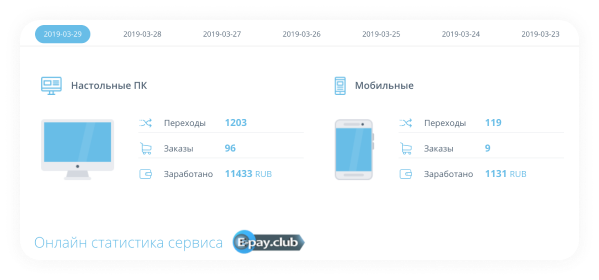 2019-03-29 2019-03-28 2019-03-27 2019-03-26 2019-03-25 2019-03-24 2019-03-23
Настольные ПК
Переходы 1203
Заказы 96
Заработано 11433 RUB
Мобильные
Переходы 119
Заказы 9
Заработано 1131 RUB
Онлайн статистика сервиса E-pay.club